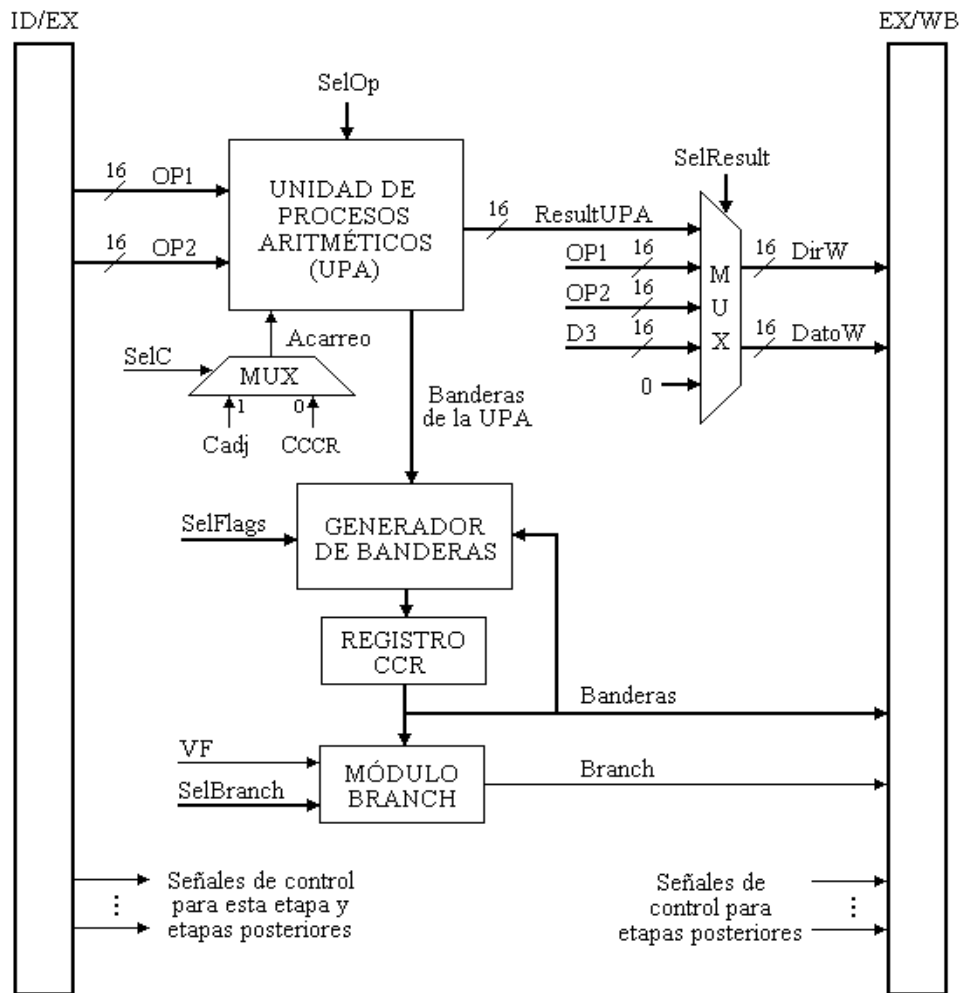 ID/EX
EX/WB
SelOp
16 OP1
16 OP2
UNIDAD DE
PROCESOS
ARITMÉTICOS
(UPA)
SelResult
16 ResultUPA
OP1 16
OP2 16
D3 16
0
M
U
X
16 DirW
16 DatoW
Acarreo
SelC
MUX
1
0
Cadj
CCCR
Banderas
de la UPA
SelFlags
GENERADOR
DE BANDERAS
REGISTRO
CCR
Banderas
VF
SelBranch
MÓDULO
BRANCH
Branch
Señales de control
para esta etapa y
etapas posteriores
Señales de
control para
etapas posteriores